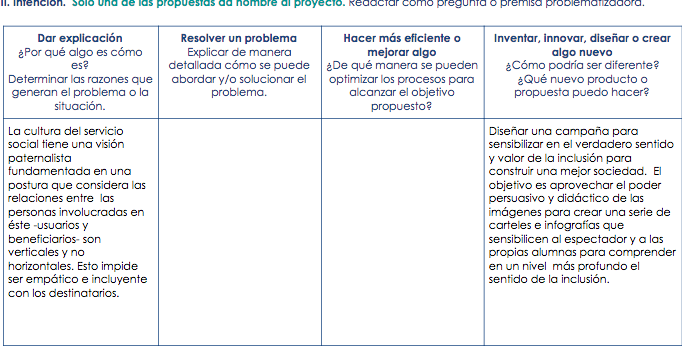 II. Intención. Sólo una de las propuestas da nombre al proyecto. Redactar como pregunta o premisa problematizadora.
Dar explicación
¿Por qué algo es cómo
es?
Determinar las razones que
generan el problema o la
situación.
Resolver un problema
Explicar de manera
detallada cómo se puede
abordar y/o solucionar el
problema.
Hacer más eficiente o
mejorar algo
¿De qué manera se pueden
optimizar los procesos para
alcanzar el objetivo
propuesto?
Inventar, innovar, diseñar o crear
algo nuevo
¿Cómo podría ser diferente?
¿Qué nuevo producto o
propuesta puedo hacer?
La cultura del servicio
social tiene una visión
paternalista
fundamentada en una
postura que considera las
relaciones entre las
personas involucradas en
éste -usuarios y
beneficiarios- son
verticales y no
horizontales. Esto impide
ser empático e incluyente
con los destinatarios.
Diseñar una campaña para
sensibilizar en el verdadero sentido
y valor de la inclusión para
construir una mejor sociedad. El
objetivo es aprovechar el poder
persuasivo y didáctico de las
imágenes para crear una serie de
carteles e infografías que
sensibilicen al espectador y a las
propias alumnas para comprender
en un nivel más profundo el
sentido de la inclusión.